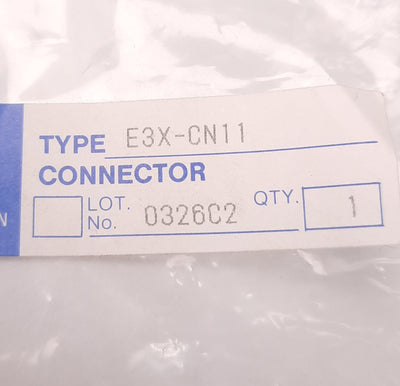 TYPE E3X-CN11
CONNECTOR
LOT. No. 0326C2 QTY. 1
N